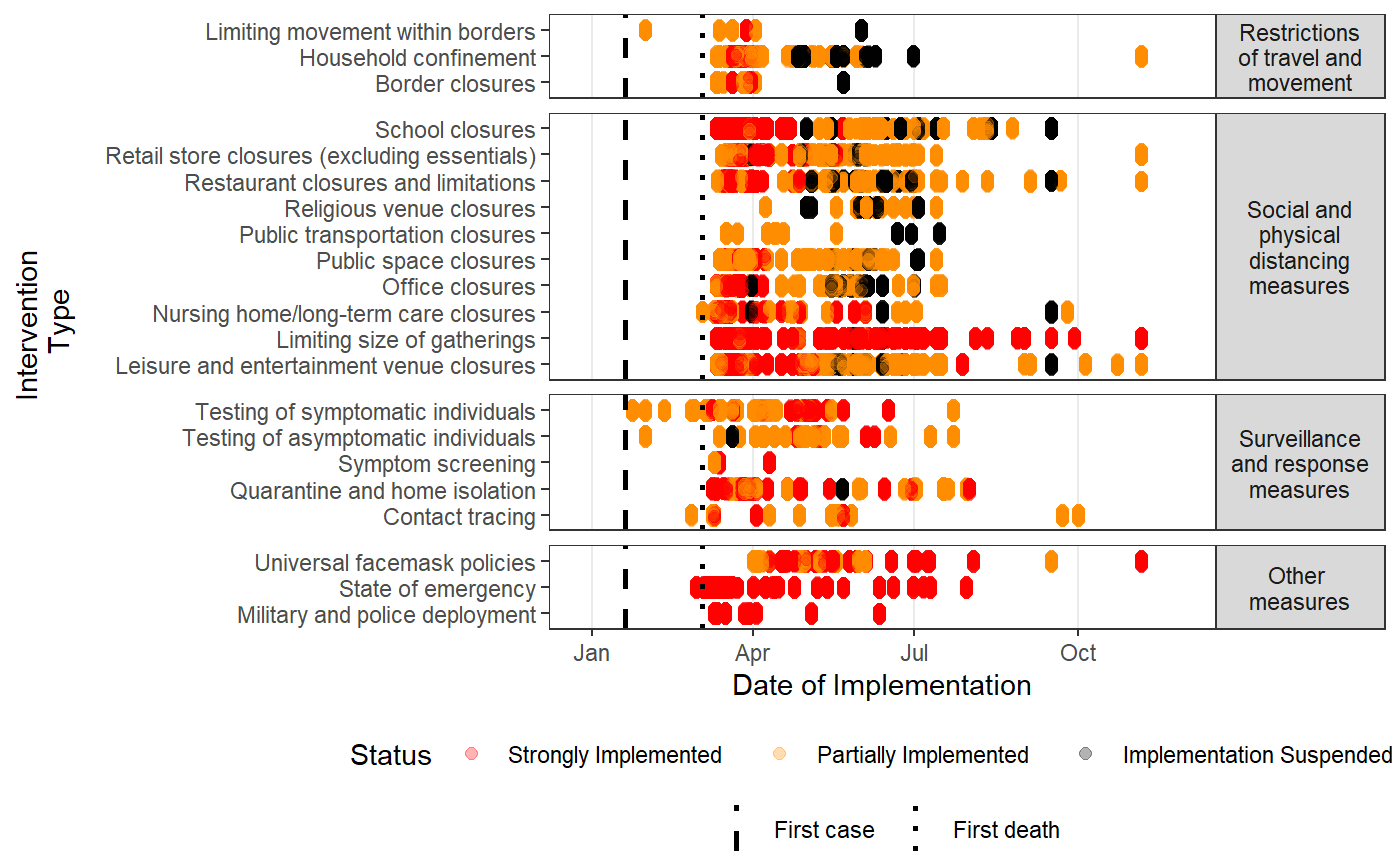 Limiting movement within borders
Household confinement
Border closures
Restrictions
of travel and
movement
School closures
Retail store closures (excluding essentials)
Restaurant closures and limitations
Religious venue closures
Public transportation closures
Public space closures
Office closures
Nursing home/long-term care closures
Limiting size of gatherings
Leisure and entertainment venue closures
Social and
physical
distancing
measures
Testing of symptomatic individuals
Testing of asymptomatic individuals
Symptom screening
Quarantine and home isolation
Contact tracing
Surveillance
and response
measures
Universal facemask policies
State of emergency
Military and police deployment
Other
measures
Intervention
Type
Jan
Apr
Jul
Oct
Date of Implementation
Status
Strongly Implemented
Partially Implemented
Implementation Suspended
First case
First death